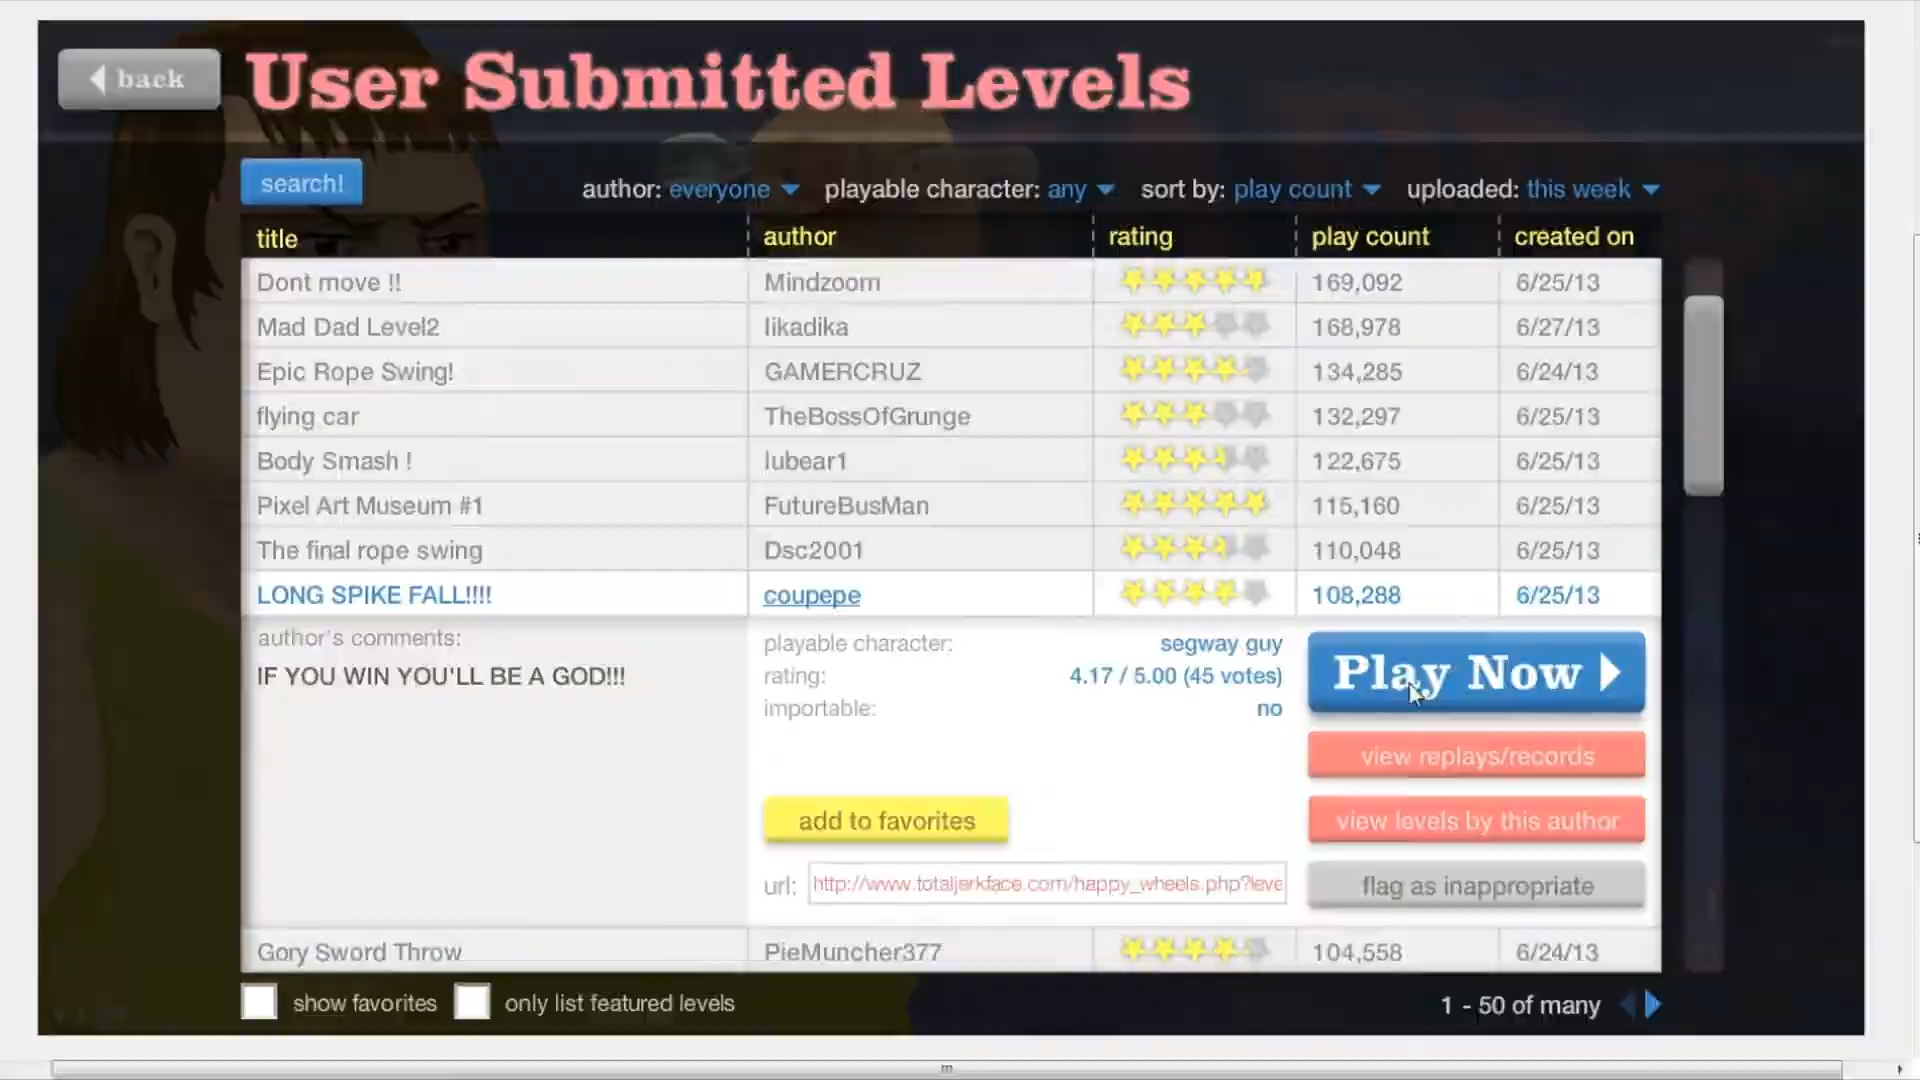 back
User Submitted Levels
search!
author: everyone playable character: any sort by: play count uploaded: this week
title author rating play count created on
Dont move !! Mindzoom 169,092 6/25/13
Mad Dad Level2 likadika 168,978 6/27/13
Epic Rope Swing! GAMERCRUZ 134,285 6/24/13
flying car TheBossOfGrunge 132,297 6/25/13
Body Smash ! lubear1 122,675 6/25/13
Pixel Art Museum #1 FutureBusMan 115,160 6/25/13
The final rope swing Dsc2001 110,048 6/25/13
LONG SPIKE FALL!!!! coupepe 108,288 6/25/13
author's comments:
IF YOU WIN YOU'LL BE A GOD!!!
playable character: segway guy
rating: 4.17 / 5.00 (45 votes)
importable: no
Play Now
view replays/records
add to favorites
view levels by this author
url: http://www.totaljerkface.com/happy_wheels.php?leve
flag as inappropriate
Gory Sword Throw PieMuncher377 104,558 6/24/13
show favorites only list featured levels
1 - 50 of many